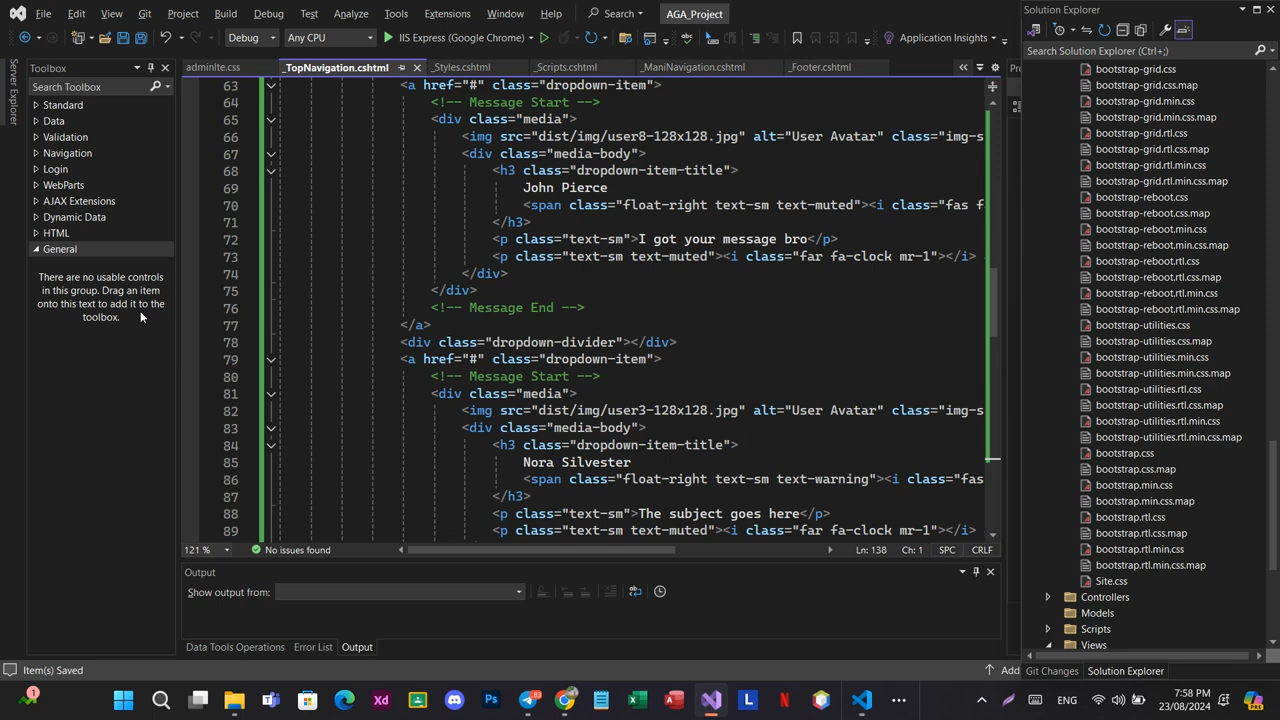 File Edit View Git Project Build Debug Test Analyze Tools Extensions Window Help Search AGA_Project
Debug Any CPU IIS Express (Google Chrome) Application Insights
Server Explorer
Toolbox
Search Toolbox
Standard
Data
Validation
Navigation
Login
WebParts
AJAX Extensions
Dynamic Data
HTML
General
There are no usable controls
in this group. Drag an item
onto this text to add it to the
toolbox.
adminlte.css _TopNavigation.cshtml _Styles.cshtml _Scripts.cshtml _ManiNavigation.cshtml _Footer.cshtml
63 <a href="#" class="dropdown-item">
64 <!-- Message Start -->
65 <div class="media">
66 <img src="dist/img/user8-128x128.jpg" alt="User Avatar" class="img-s
67 <div class="media-body">
68 <h3 class="dropdown-item-title">
69 John Pierce
70 <span class="float-right text-sm text-muted"><i class="fas f
71 </h3>
72 <p class="text-sm">I got your message bro</p>
73 <p class="text-sm text-muted"><i class="far fa-clock mr-1"></i>
74 </div>
75 </div>
76 <!-- Message End -->
77 </a>
78 <div class="dropdown-divider"></div>
79 <a href="#" class="dropdown-item">
80 <!-- Message Start -->
81 <div class="media">
82 <img src="dist/img/user3-128x128.jpg" alt="User Avatar" class="img-s
83 <div class="media-body">
84 <h3 class="dropdown-item-title">
85 Nora Silvester
86 <span class="float-right text-sm text-warning"><i class="fas
87 </h3>
88 <p class="text-sm">The subject goes here</p>
89 <p class="text-sm text-muted"><i class="far fa-clock mr-1"></i>
121 % No issues found Ln: 138 Ch: 1 SPC CRLF
Output
Show output from:
Data Tools Operations Error List Output
Solution Explorer
Search Solution Explorer (Ctrl+;)
bootstrap-grid.css
bootstrap-grid.css.map
bootstrap-grid.min.css
bootstrap-grid.min.css.map
bootstrap-grid.rtl.css
bootstrap-grid.rtl.css.map
bootstrap-grid.rtl.min.css
bootstrap-grid.rtl.min.css.map
bootstrap-reboot.css
bootstrap-reboot.css.map
bootstrap-reboot.min.css
bootstrap-reboot.min.css.map
bootstrap-reboot.rtl.css
bootstrap-reboot.rtl.css.map
bootstrap-reboot.rtl.min.css
bootstrap-reboot.rtl.min.css.map
bootstrap-utilities.css
bootstrap-utilities.css.map
bootstrap-utilities.min.css
bootstrap-utilities.min.css.map
bootstrap-utilities.rtl.css
bootstrap-utilities.rtl.css.map
bootstrap-utilities.rtl.min.css
bootstrap-utilities.rtl.min.css.map
bootstrap.css
bootstrap.css.map
bootstrap.min.css
bootstrap.min.css.map
bootstrap.rtl.css
bootstrap.rtl.css.map
bootstrap.rtl.min.css
bootstrap.rtl.min.css.map
Site.css
Controllers
Models
Scripts
Views
Git Changes Solution Explorer
Item(s) Saved Add
1 Xd Ps 83 L N ENG 7:58 PM
23/08/2024